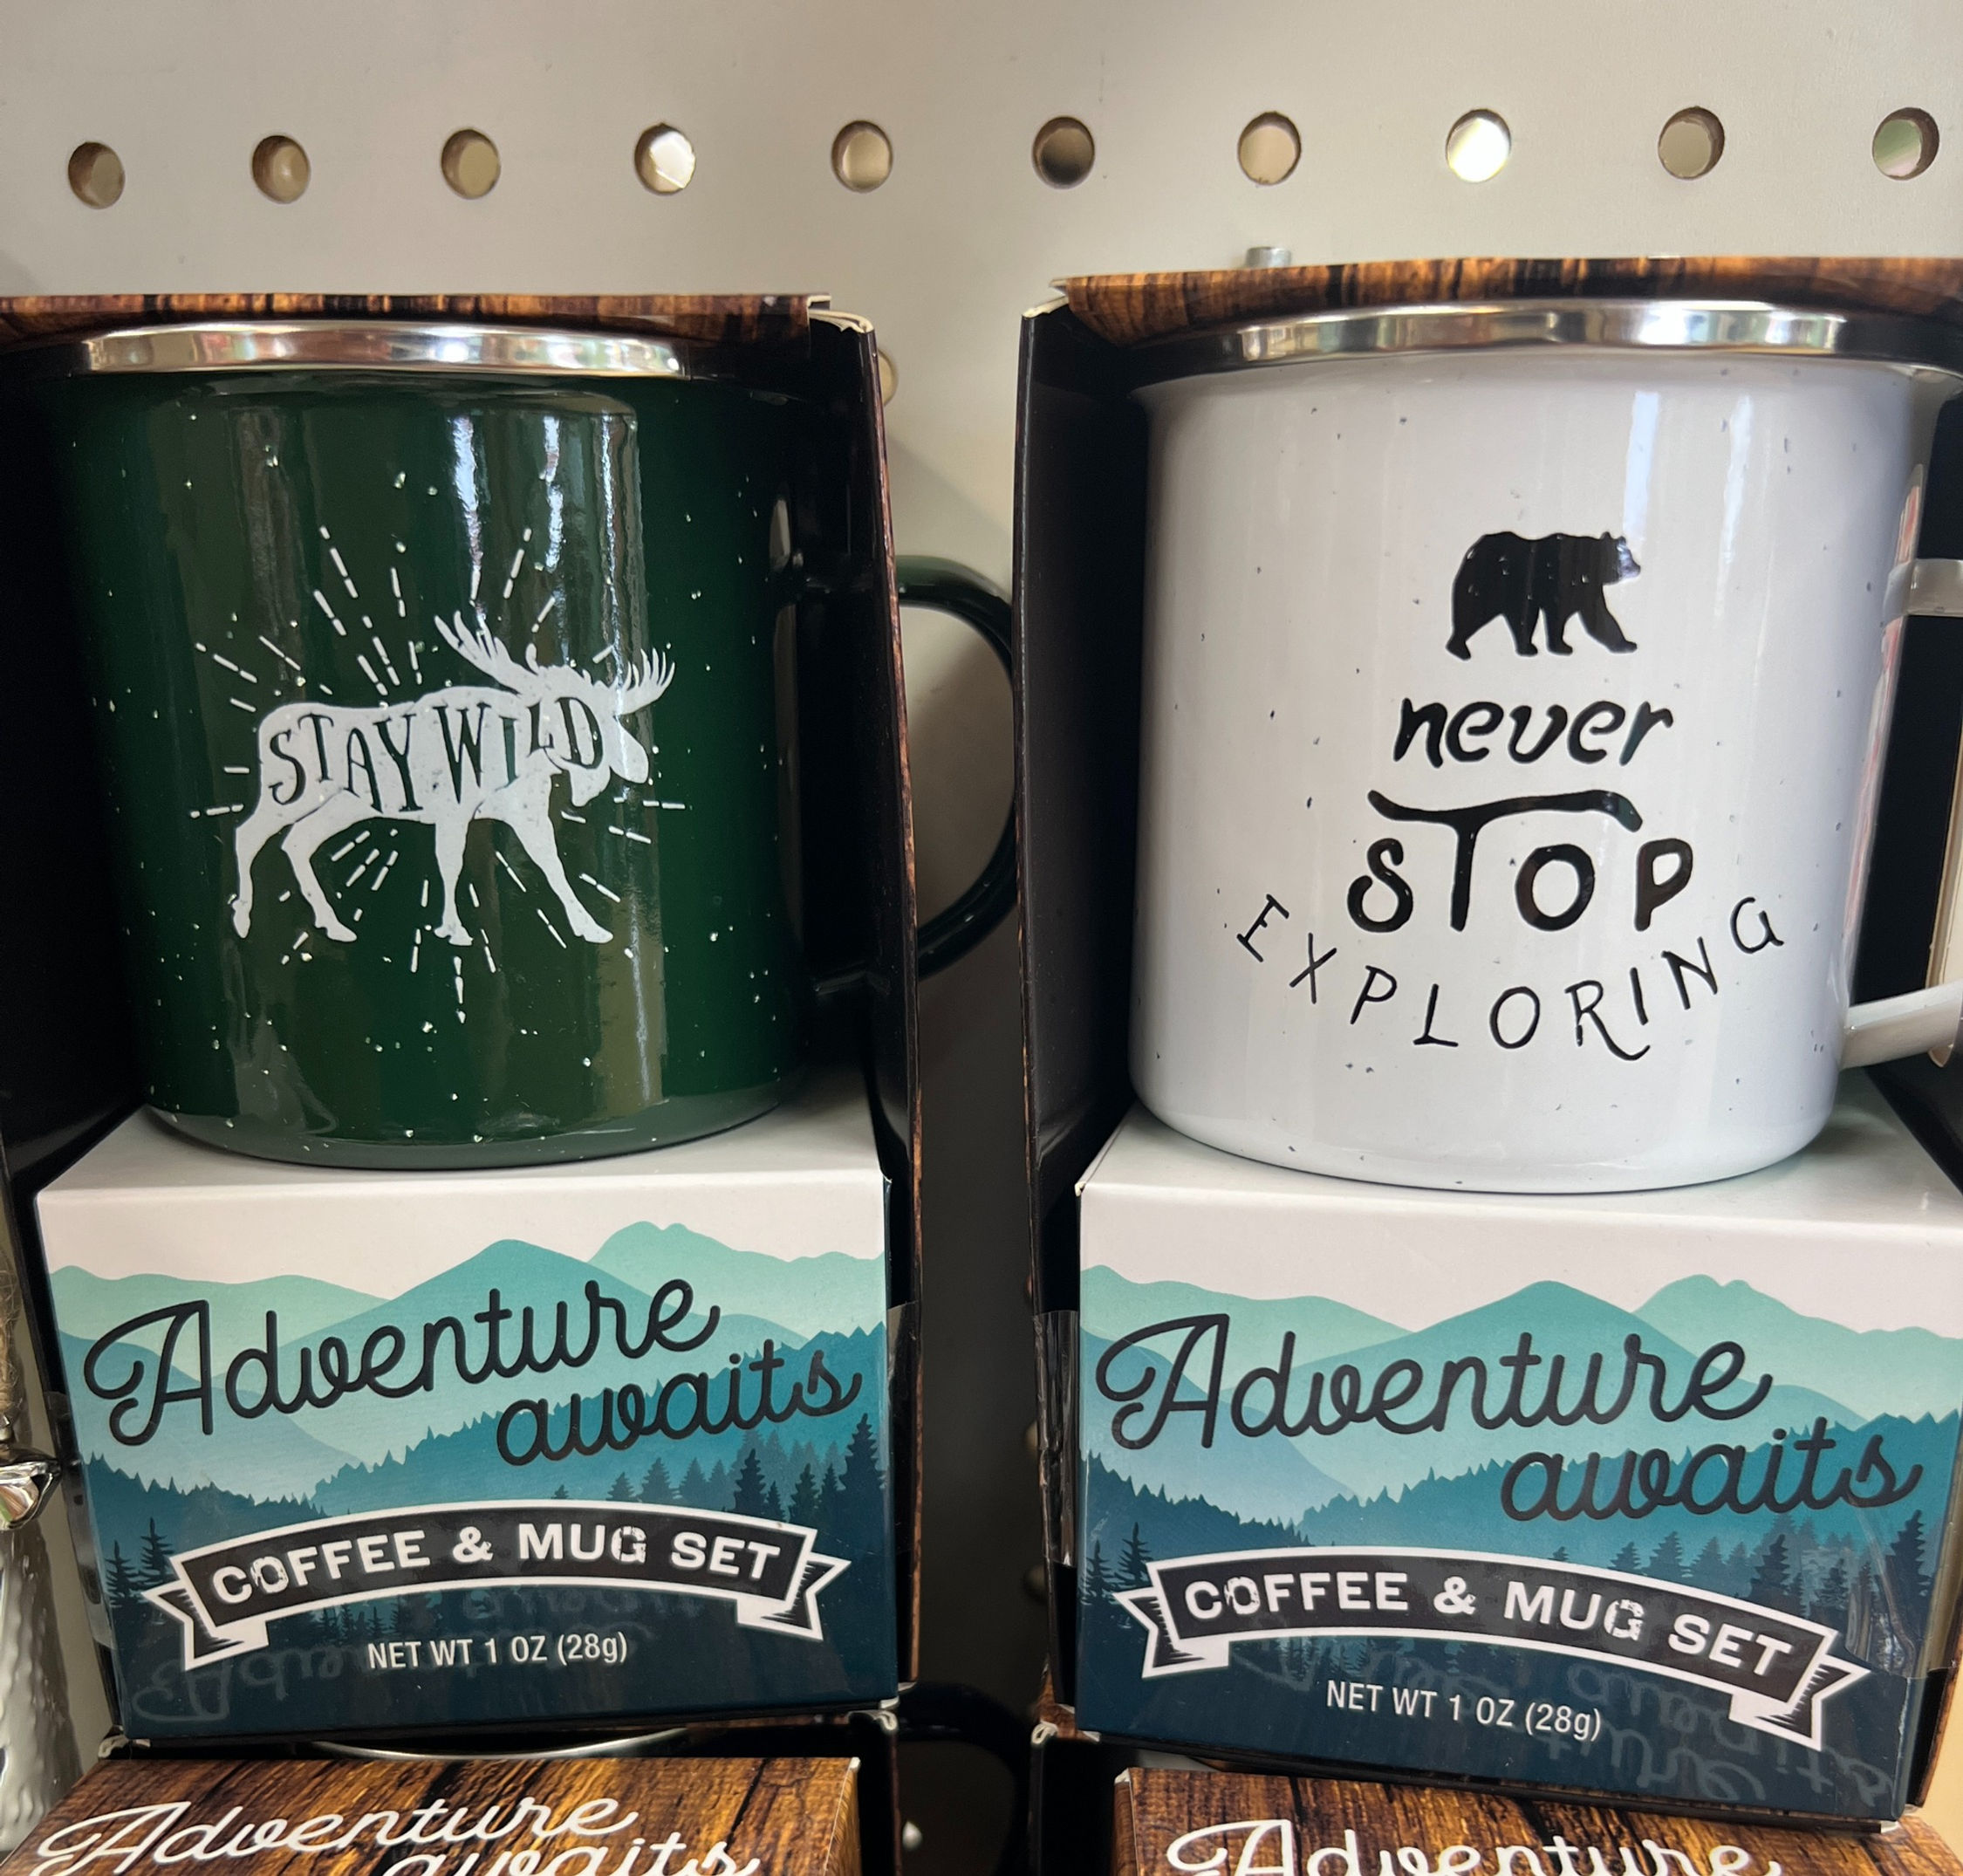 STAY WILD
never
STOP
EXPLORING
Adventure
awaits
COFFEE & MUG SET
NET WT 1 OZ (28g)
Adventure
awaits
COFFEE & MUG SET
NET WT 1 OZ (28g)
Adventure
awaits
Adventure